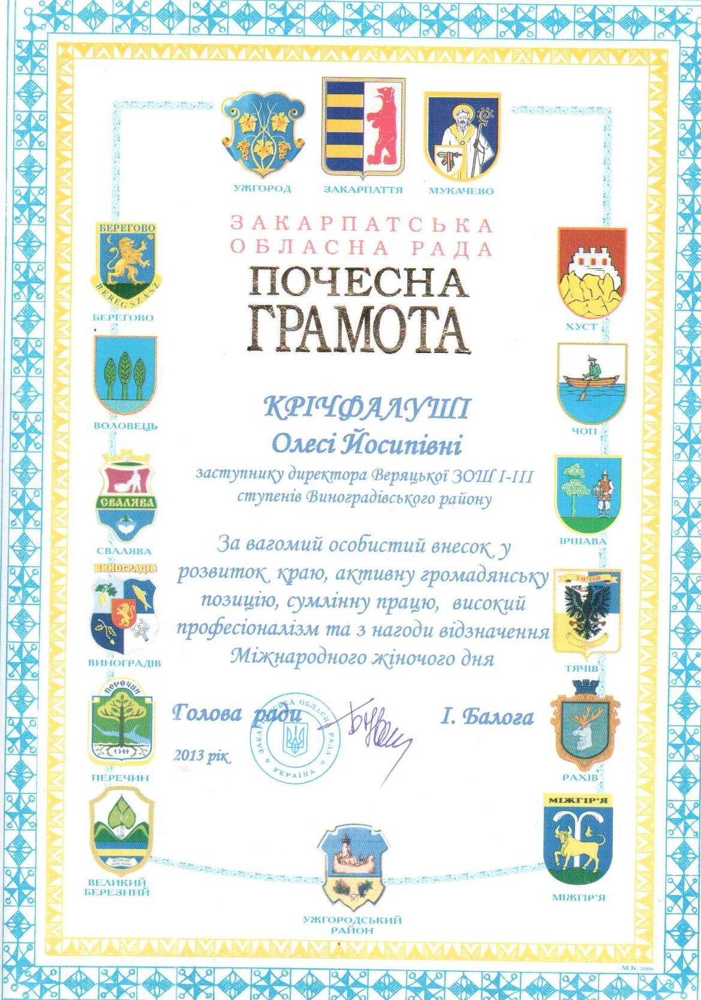 УЖГОРОД
ЗАКАРПАТТЯ
МУКАЧЕВО
ЗАКАРПАТСЬКА
ОБЛАСНА РАДА
ПОЧЕСНА
ГРАМОТА
БЕРЕГОВО
BEREGSZASZ
БЕРЕГОВО
ХУСТ
ВОЛОВЕЦЬ
ЧОП
КРІЧФАЛУШІ
Олесі Йосипівні
заступнику директора Веряцької ЗОШ І-ІІІ
ступенів Виноградівського району
СВАЛЯВА
СВАЛЯВА
ІРШАВА
За вагомий особистий внесок у
розвиток краю, активну громадянську
позицію, сумлінну працю, високий
професіоналізм та з нагоди відзначення
Міжнародного жіночого дня
ВИНОГРАДІВ
ВИНОГРАДІВ
ТЯЧІВ
ТЯЧІВ
Голова ради
І. Балога
2013 рік
ЗАКАРПАТСЬКА ОБЛАСНА РАДА
УКРАЇНА
ПЕРЕЧИН
ПЕРЕЧИН
РАХІВ
ВЕЛИКИЙ
БЕРЕЗНИЙ
МІЖГІР'Я
МІЖГІР'Я
УЖГОРОДСЬКИЙ
РАЙОН
М.Б. 2006